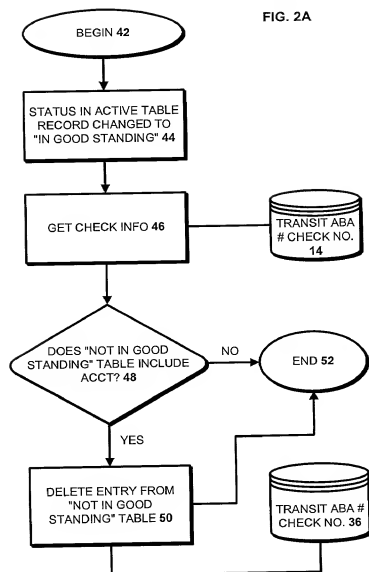 FIG. 2A
BEGIN 42
STATUS IN ACTIVE TABLE
RECORD CHANGED TO
"IN GOOD STANDING" 44
GET CHECK INFO 46
TRANSIT ABA
# CHECK NO.
14
DOES "NOT IN GOOD
STANDING" TABLE INCLUDE
ACCT? 48
NO
END 52
YES
DELETE ENTRY FROM
"NOT IN GOOD
STANDING" TABLE 50
TRANSIT ABA #
CHECK NO. 36